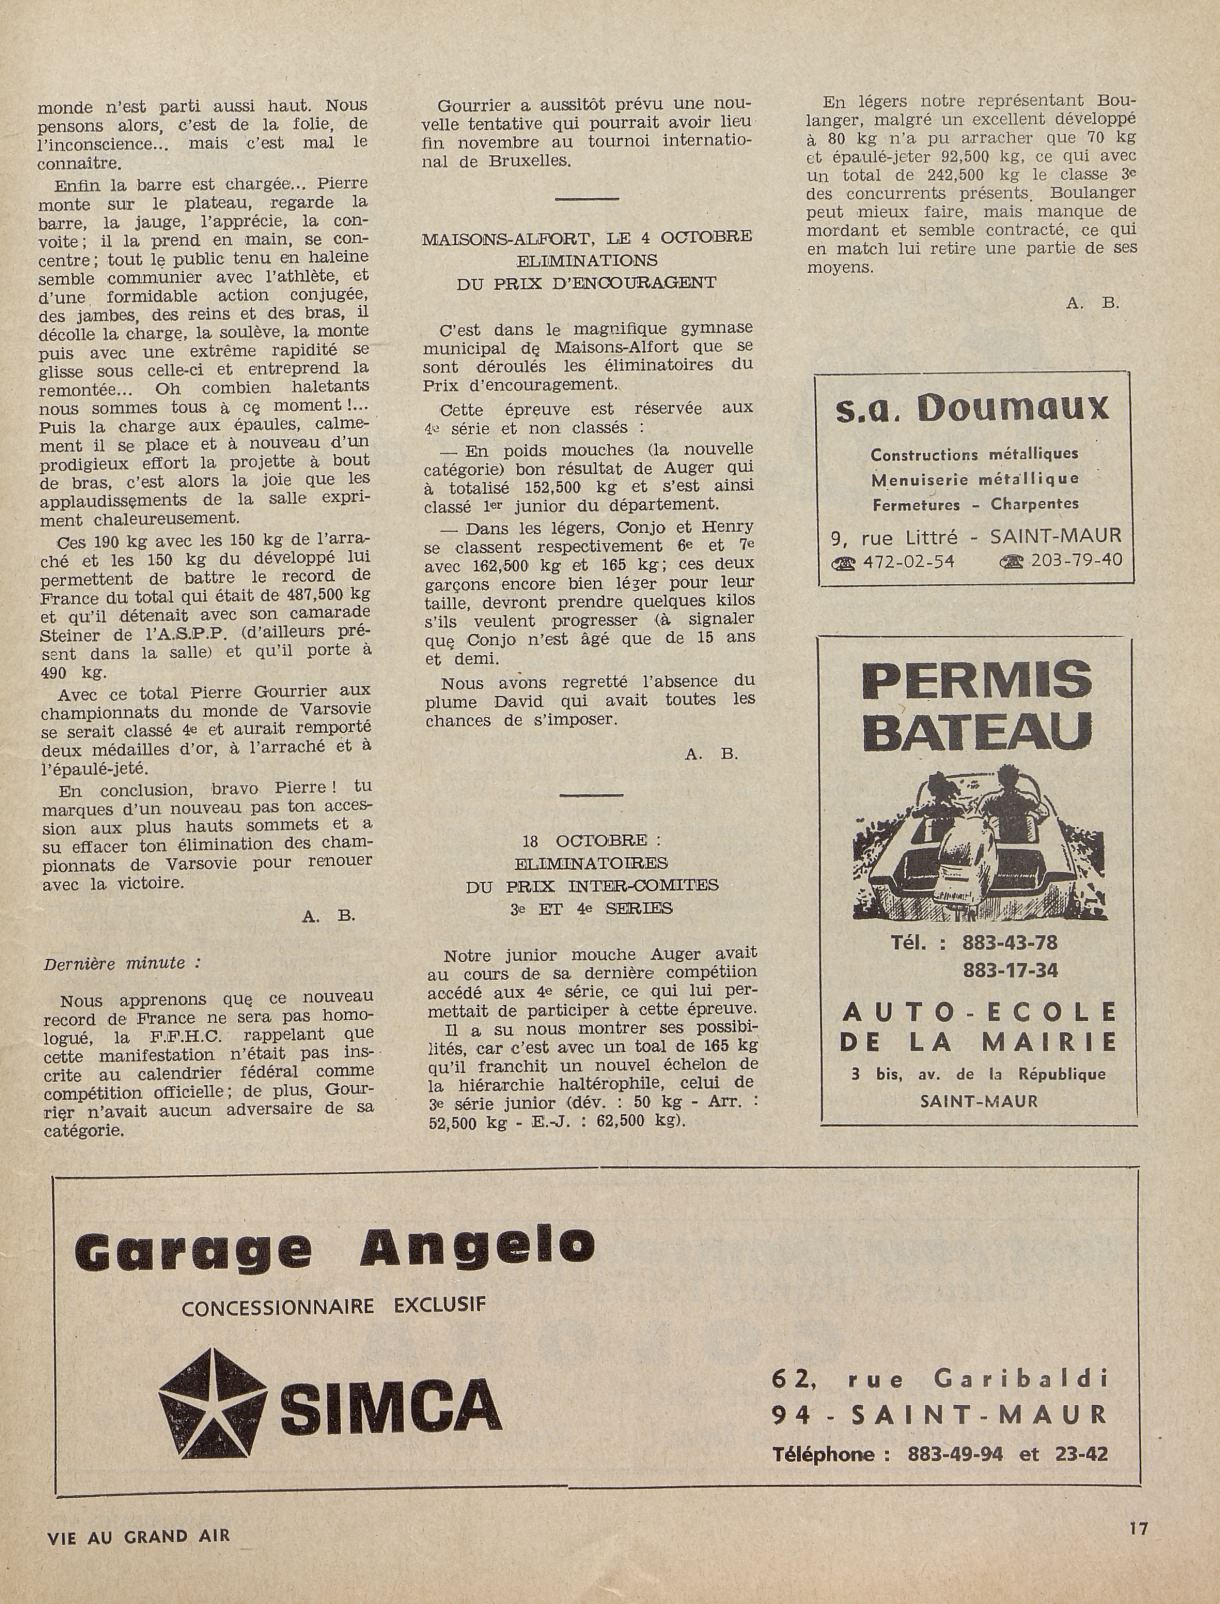 monde n'est parti aussi haut. Nous
pensons alors, c'est de la folie, de
l'inconscience... mais c'est mal le
connaître.
Enfin la barre est chargée... Pierre
monte sur le plateau, regarde la
barre, la jauge, l'apprécie, la con-
voite ; il la prend en main, se con-
centre ; tout le public tenu en haleine
semble communier avec l'athlète, et
d'une formidable action conjugée,
des jambes, des reins et des bras, il
décolle la charge, la soulève, la monte
puis avec une extrême rapidité se
glisse sous celle-ci et entreprend la
remontée... Oh combien haletants
nous sommes tous à ce moment !...
Puis la charge aux épaules, calme-
ment il se place et à nouveau d'un
prodigieux effort la projette à bout
de bras, c'est alors la joie que les
applaudissements de la salle expri-
ment chaleureusement.
Ces 190 kg avec les 150 kg de l'arra-
ché et les 150 kg du développé lui
permettent de battre le record de
France du total qui était de 487,500 kg
et qu'il détenait avec son camarade
Steiner de l'A.S.P.P. (d'ailleurs pré-
sent dans la salle) et qu'il porte à
490 kg.
Avec ce total Pierre Gourrier aux
championnats du monde de Varsovie
se serait classé 4e et aurait remporté
deux médailles d'or, à l'arraché et à
l'épaulé-jeté.
En conclusion, bravo Pierre ! tu
marques d'un nouveau pas ton acces-
sion aux plus hauts sommets et a
su effacer ton élimination des cham-
pionnats de Varsovie pour renouer
avec la victoire.
A. B.
Dernière minute :
Nous apprenons que ce nouveau
record de France ne sera pas homo-
logué, la F.F.H.C. rappelant que
cette manifestation n'était pas ins-
crite au calendrier fédéral comme
compétition officielle ; de plus, Gour-
rier n'avait aucun adversaire de sa
catégorie.
Gourrier a aussitôt prévu une nou-
velle tentative qui pourrait avoir lieu
fin novembre au tournoi internatio-
nal de Bruxelles.
MAISONS-ALFORT, LE 4 OCTOBRE
ELIMINATIONS
DU PRIX D'ENCOURAGENT
C'est dans le magnifique gymnase
municipal de Maisons-Alfort que se
sont déroulés les éliminatoires du
Prix d'encouragement.
Cette épreuve est réservée aux
4e série et non classés :
— En poids mouches (la nouvelle
catégorie) bon résultat de Auger qui
à totalisé 152,500 kg et s'est ainsi
classé 1er junior du département.
— Dans les légers, Conjo et Henry
se classent respectivement 6e et 7e
avec 162,500 kg et 165 kg ; ces deux
garçons encore bien léger pour leur
taille, devront prendre quelques kilos
s'ils veulent progresser (à signaler
que Conjo n'est âgé que de 15 ans
et demi.
Nous avons regretté l'absence du
plume David qui avait toutes les
chances de s'imposer.
A. B.
18 OCTOBRE :
ELIMINATOIRES
DU PRIX INTER-COMITES
3e ET 4e SERIES
Notre junior mouche Auger avait
au cours de sa dernière compétiion
accédé aux 4e série, ce qui lui per-
mettait de participer à cette épreuve.
Il a su nous montrer ses possibi-
lités, car c'est avec un toal de 165 kg
qu'il franchit un nouvel échelon de
la hiérarchie haltérophile, celui de
3e série junior (dév. : 50 kg - Arr. :
52,500 kg - E.-J. : 62,500 kg).
En légers notre représentant Bou-
langer, malgré un excellent développé
à 80 kg n'a pu arracher que 70 kg
et épaulé-jeter 92,500 kg, ce qui avec
un total de 242,500 kg le classe 3e
des concurrents présents. Boulanger
peut mieux faire, mais manque de
mordant et semble contracté, ce qui
en match lui retire une partie de ses
moyens.
A. B.
s.a. Doumaux
Constructions métalliques
Menuiserie métallique
Fermetures - Charpentes
9, rue Littré - SAINT-MAUR
☎ 472-02-54 ☎ 203-79-40
PERMIS
BATEAU
Tél. : 883-43-78
883-17-34
AUTO-ECOLE
DE LA MAIRIE
3 bis, av. de la République
SAINT-MAUR
Garage Angelo
CONCESSIONNAIRE EXCLUSIF
SIMCA
62, rue Garibaldi
94 - SAINT-MAUR
Téléphone : 883-49-94 et 23-42
VIE AU GRAND AIR
17